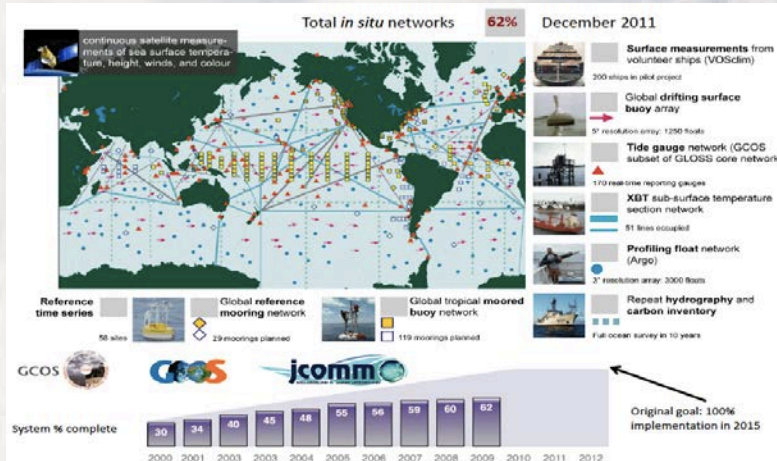 Total in situ networks 62% December 2011
continuous satellite measure-
ments of sea surface tempera-
ture, height, winds, and colour
Surface measurements from
volunteer ships (VOSclim)
200 ships in pilot project
Global drifting surface
buoy array
5° resolution array: 1250 floats
Tide gauge network (GCOS
subset of GLOSS core network
170 real-time reporting gauges
XBT sub-surface temperature
section network
51 lines occupied
Profiling float network
(Argo)
3° resolution array: 3000 floats
Repeat hydrography and
carbon inventory
Full ocean survey in 10 years
Reference
time series
58 sites
Global reference
mooring network
29 moorings planned
Global tropical moored
buoy network
119 moorings planned
GCOS
GOOS
jcomm
Original goal: 100%
implementation in 2015
System % complete
30 34 40 45 48 55 56 59 60 62
2000 2001 2003 2003 2004 2005 2006 2007 2008 2009 2010 2011 2012